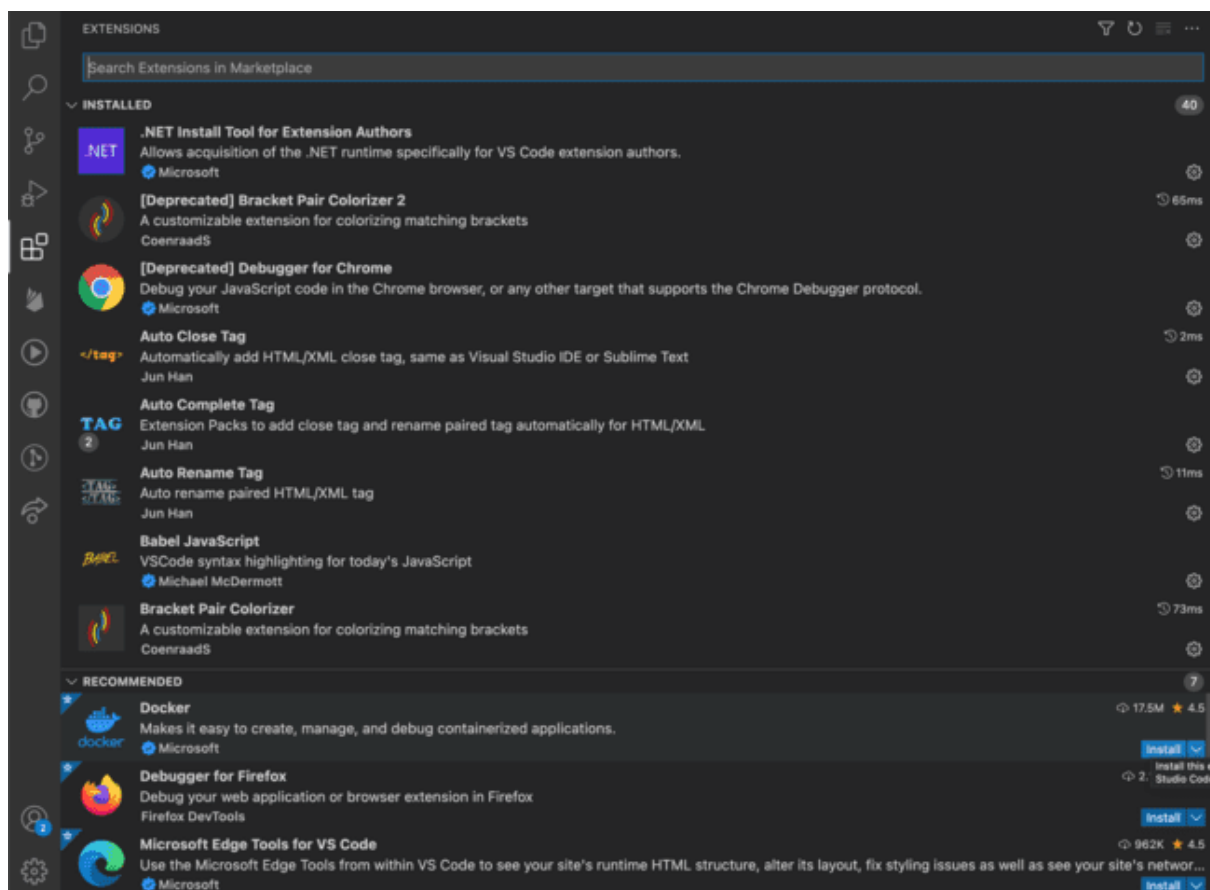 EXTENSIONS
Search Extensions in Marketplace
INSTALLED
40
.NET
.NET Install Tool for Extension Authors
Allows acquisition of the .NET runtime specifically for VS Code extension authors.
Microsoft
[Deprecated] Bracket Pair Colorizer 2
65ms
A customizable extension for colorizing matching brackets
CoenraadS
[Deprecated] Debugger for Chrome
Debug your JavaScript code in the Chrome browser, or any other target that supports the Chrome Debugger protocol.
Microsoft
Auto Close Tag
2ms
</tag>
Automatically add HTML/XML close tag, same as Visual Studio IDE or Sublime Text
Jun Han
Auto Complete Tag
TAG
Extension Packs to add close tag and rename paired tag automatically for HTML/XML
2
Jun Han
Auto Rename Tag
11ms
<TAG>
</TAG>
Auto rename paired HTML/XML tag
Jun Han
Babel JavaScript
BABEL
VSCode syntax highlighting for today's JavaScript
Michael McDermott
Bracket Pair Colorizer
73ms
A customizable extension for colorizing matching brackets
CoenraadS
RECOMMENDED
7
Docker
17.5M 4.5
Makes it easy to create, manage, and debug containerized applications.
docker
Microsoft
Install
Debugger for Firefox
2.
Install this
Studio Cod
Debug your web application or browser extension in Firefox
Firefox DevTools
Install
2
Microsoft Edge Tools for VS Code
962K 4.5
Use the Microsoft Edge Tools from within VS Code to see your site's runtime HTML structure, alter its layout, fix styling issues as well as see your site's networ...
Microsoft
Install